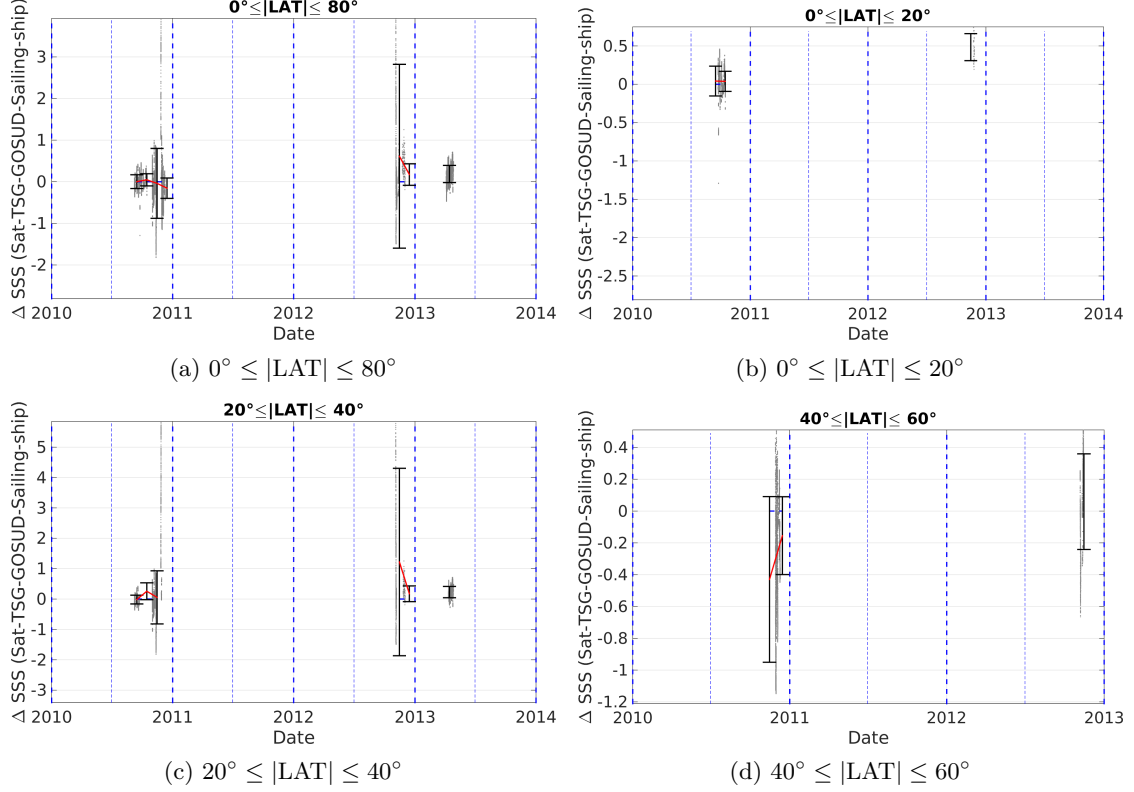 0°≤|LAT|≤ 80°
Δ SSS (Sat-TSG-GOSUD-Sailing-ship)
3
2
1
0
-1
-2
2010 2011 2012 2013 2014
Date
(a) 0° ≤ |LAT| ≤ 80°
0°≤|LAT|≤ 20°
Δ SSS (Sat-TSG-GOSUD-Sailing-ship)
0.5
0
-0.5
-1
-1.5
-2
-2.5
2010 2011 2012 2013 2014
Date
(b) 0° ≤ |LAT| ≤ 20°
20°≤|LAT|≤ 40°
Δ SSS (Sat-TSG-GOSUD-Sailing-ship)
5
4
3
2
1
0
-1
-2
-3
2010 2011 2012 2013 2014
Date
(c) 20° ≤ |LAT| ≤ 40°
40°≤|LAT|≤ 60°
Δ SSS (Sat-TSG-GOSUD-Sailing-ship)
0.4
0.2
0
-0.2
-0.4
-0.6
-0.8
-1
-1.2
2010 2011 2012 2013
Date
(d) 40° ≤ |LAT| ≤ 60°